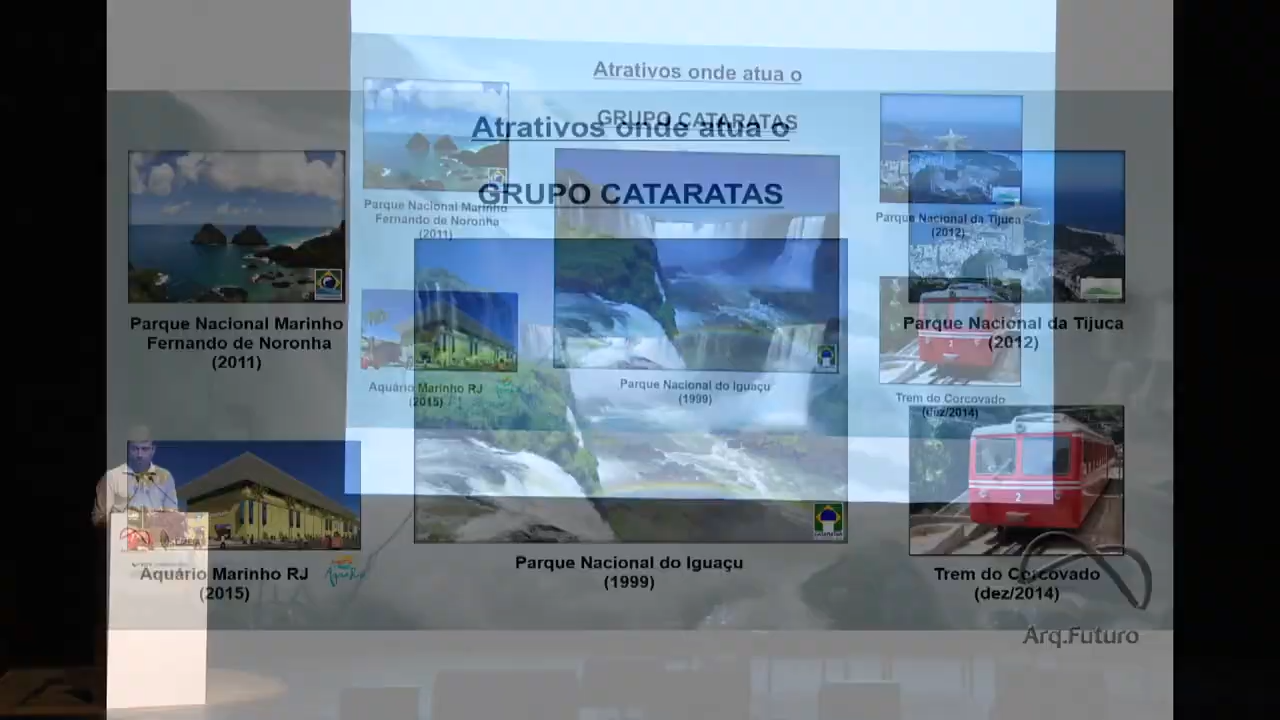 Atrativos onde atua o
GRUPO CATARATAS
Parque Nacional Marinho
Fernando de Noronha
(2011)
Parque Nacional da Tijuca
(2012)
Aquário Marinho RJ
(2015)
Parque Nacional do Iguaçu
(1999)
Trem do Corcovado
(dez/2014)
Atrativos onde atua o
GRUPO CATARATAS
Parque Nacional Marinho
Fernando de Noronha
(2011)
Parque Nacional da Tijuca
(2012)
2
Aquário Marinho RJ
(2015)
Parque Nacional do Iguaçu
(1999)
2
Trem do Corcovado
(dez/2014)
Arq.Futuro